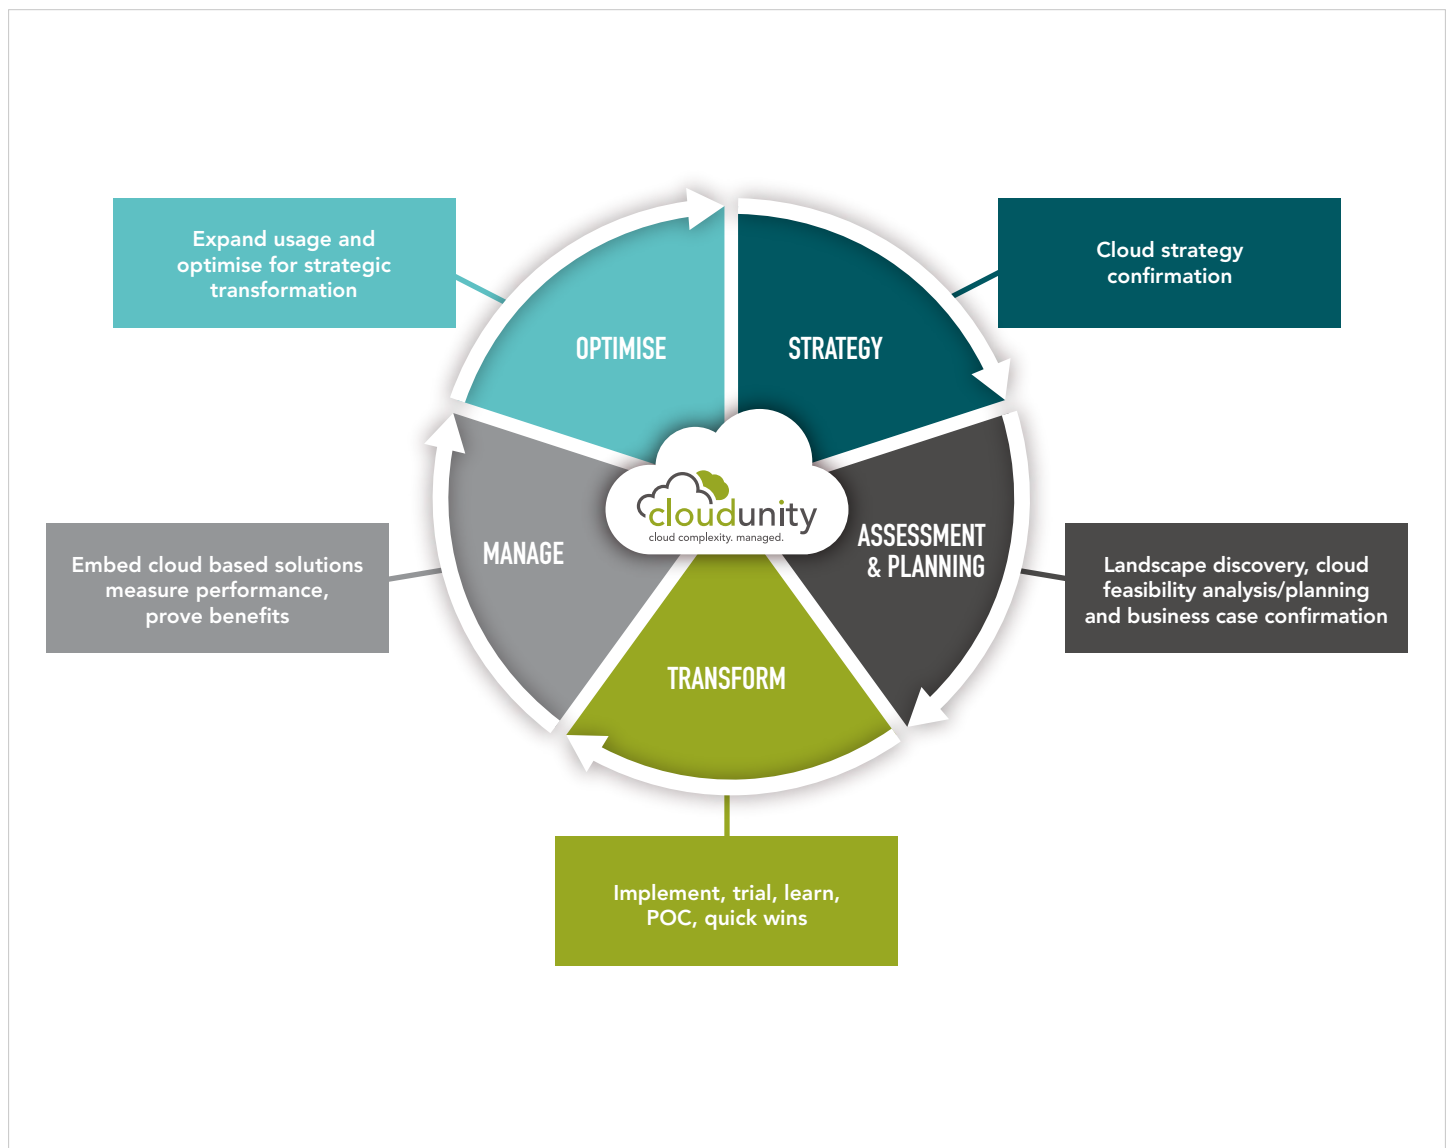 Expand usage and
optimise for strategic
transformation
Cloud strategy
confirmation
OPTIMISE
STRATEGY
cloudunity
cloud complexity. managed.
MANAGE
ASSESSMENT
& PLANNING
Embed cloud based solutions
measure performance,
prove benefits
Landscape discovery, cloud
feasibility analysis/planning
and business case confirmation
TRANSFORM
Implement, trial, learn,
POC, quick wins